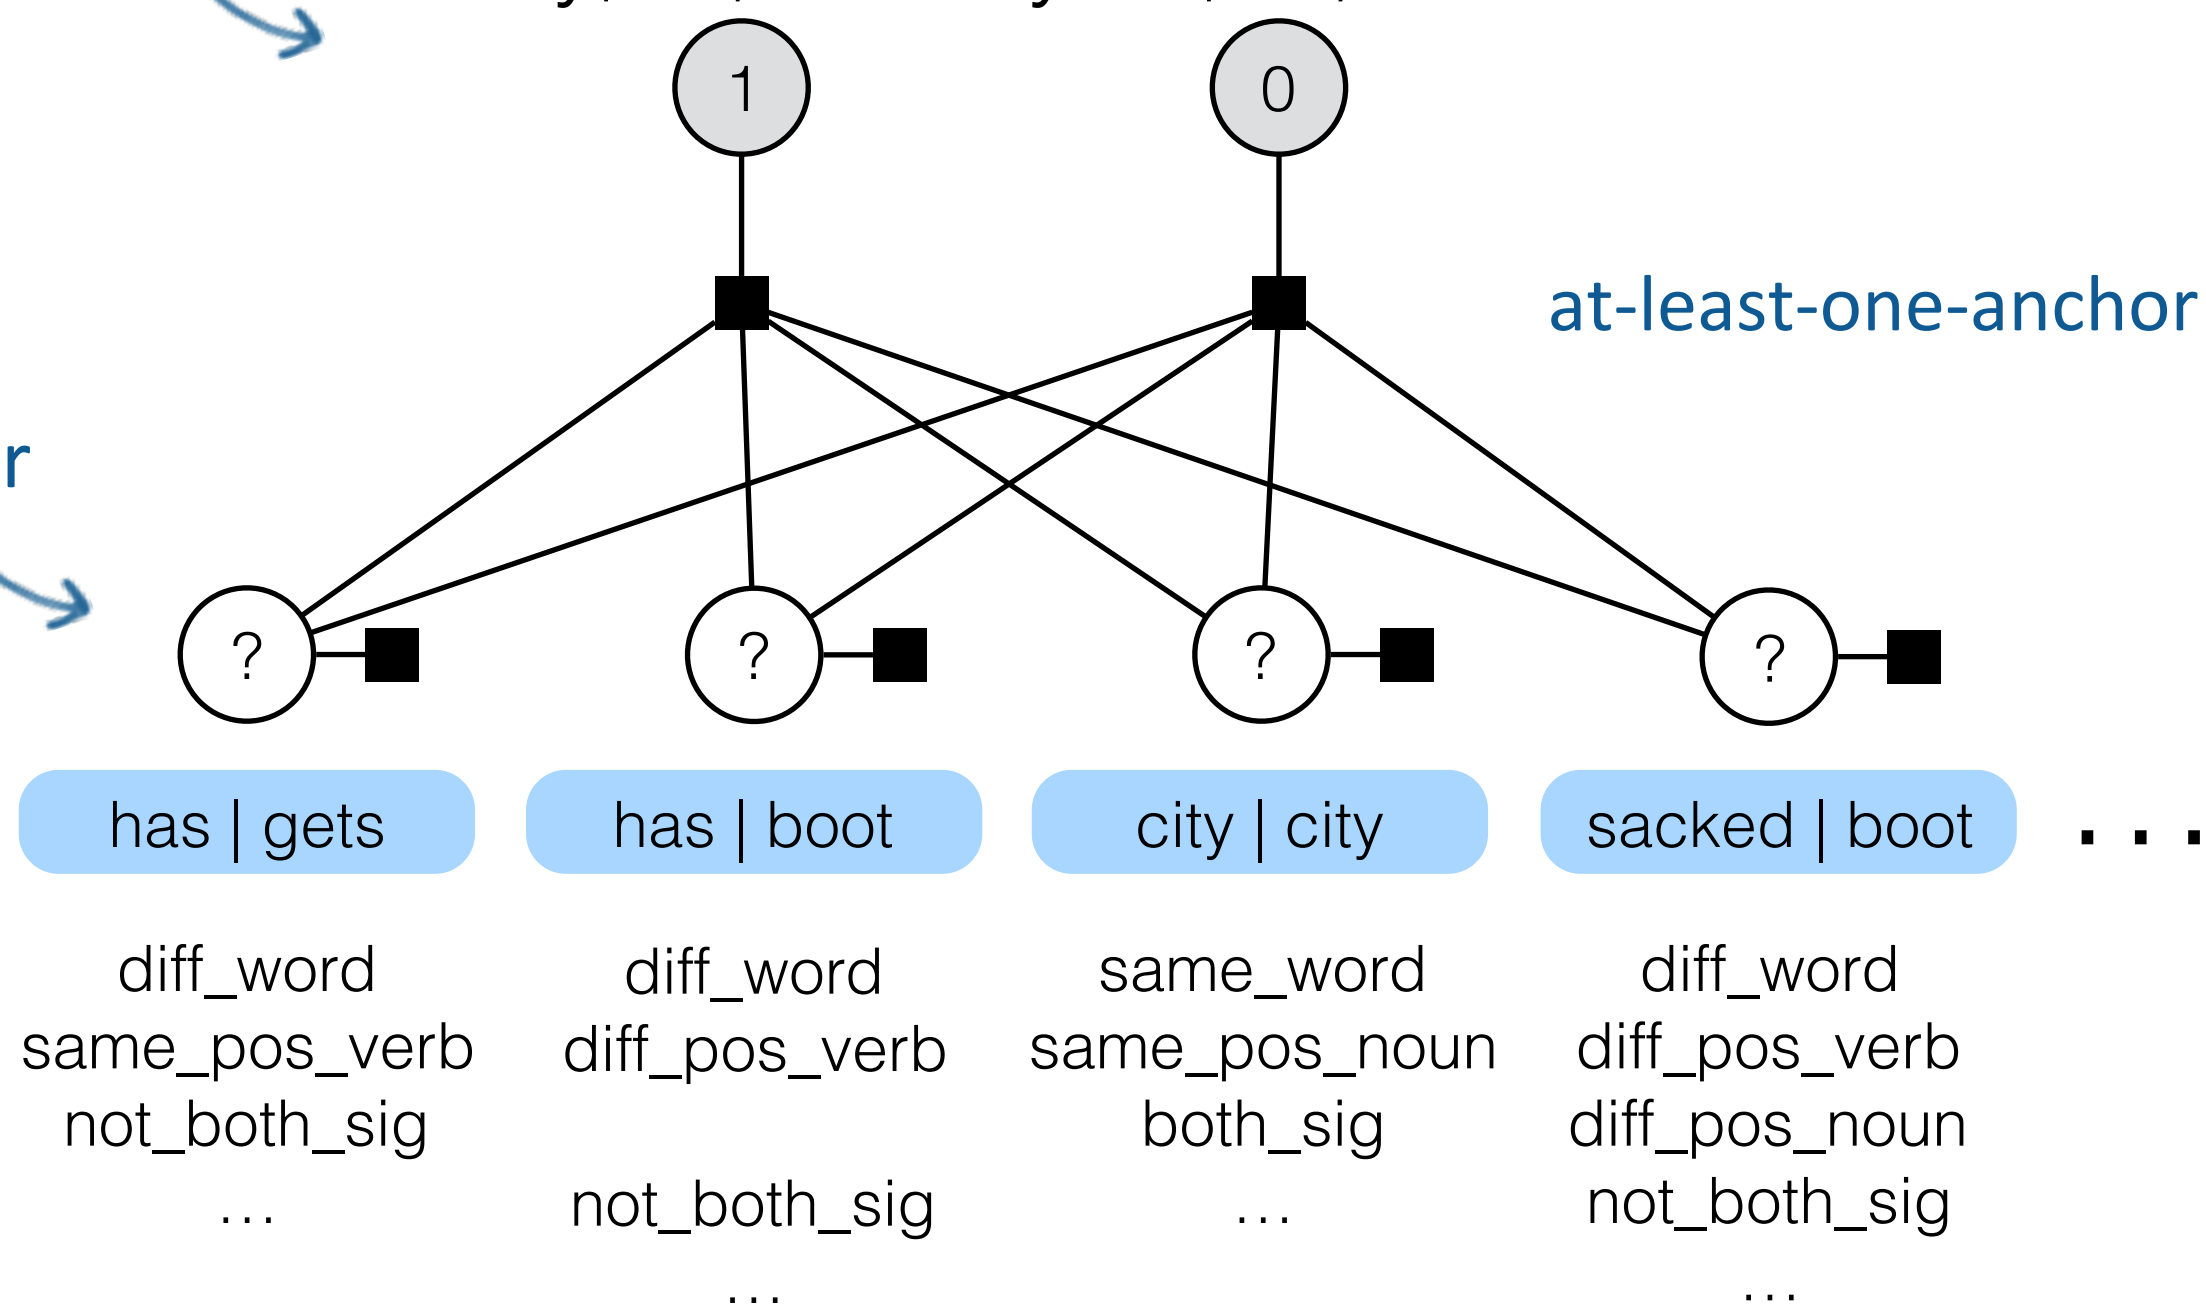 1 0
at-least-one-anchor
r
? ? ? ?
has | gets has | boot city | city sacked | boot ...
diff_word diff_word same_word diff_word
same_pos_verb diff_pos_verb same_pos_noun diff_pos_verb
not_both_sig both_sig diff_pos_noun
... not_both_sig ... not_both_sig
... ...